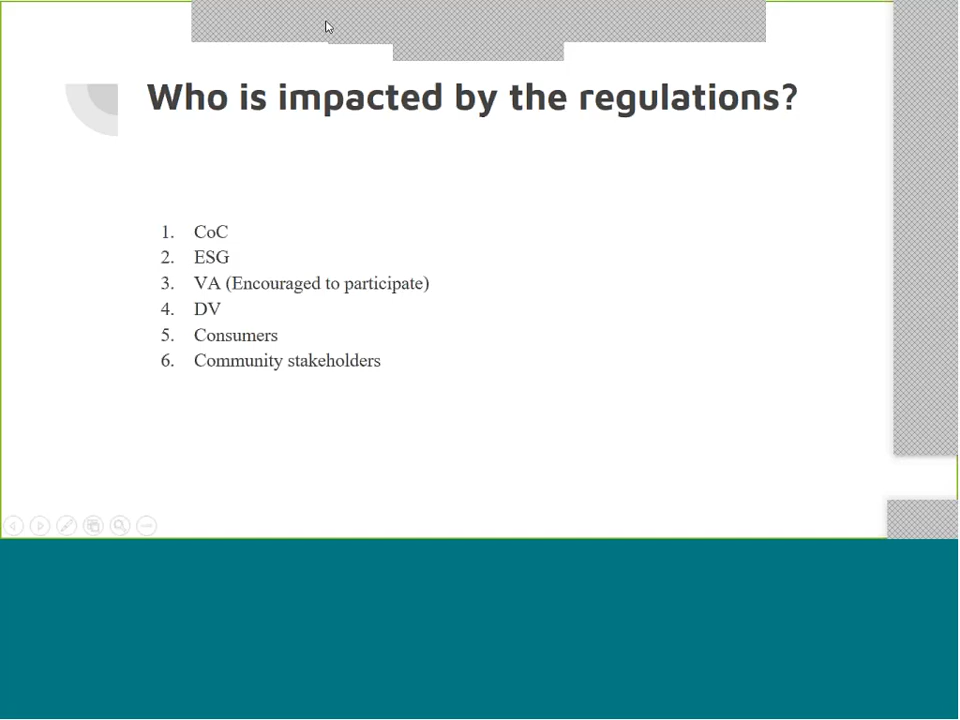 Who is impacted by the regulations?
1. CoC
2. ESG
3. VA (Encouraged to participate)
4. DV
5. Consumers
6. Community stakeholders